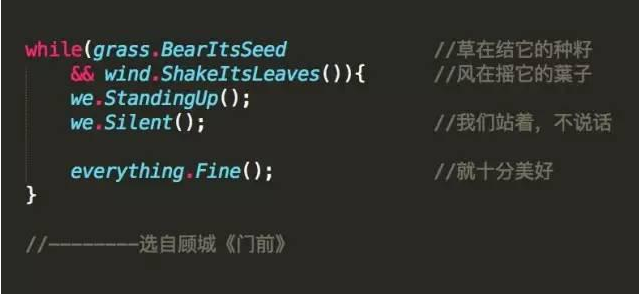 while(grass.BearItsSeed //草在结它的种籽
&& wind.ShakeItsLeaves()){ //风在摇它的葉子
we.StandingUp();
we.Silent(); //我们站着，不说话
everything.Fine(); //就十分美好
}
//--------选自顾城《门前》